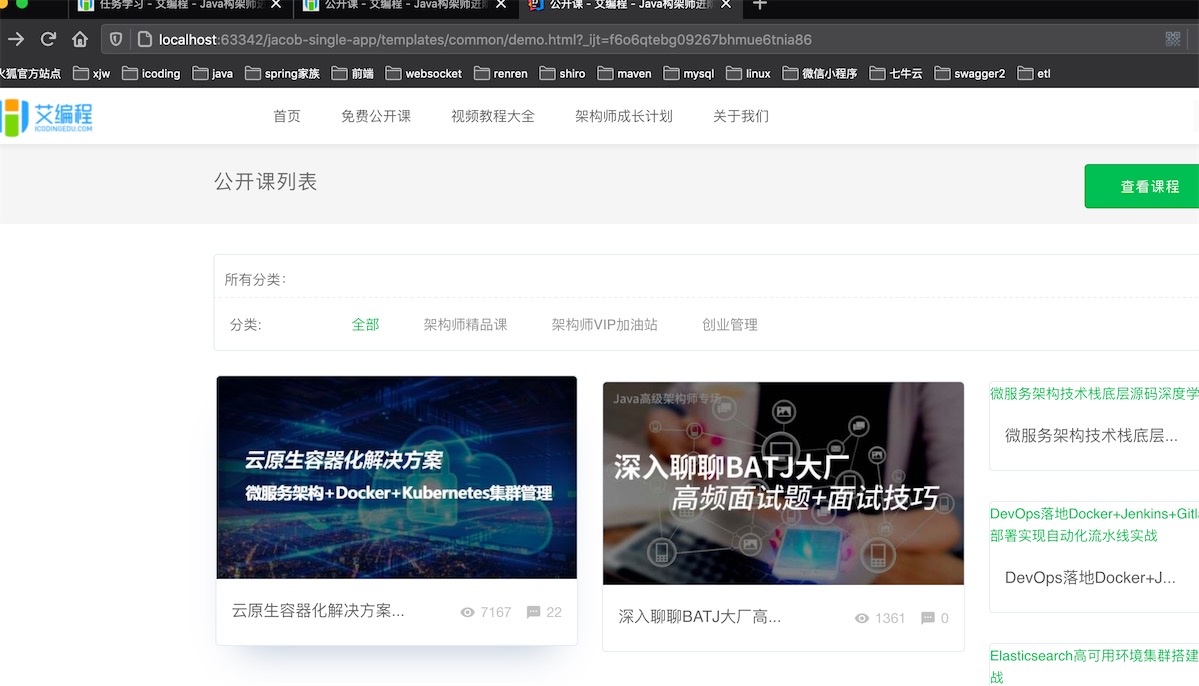 任务学习 - 艾编程 - Java构架师进
公开课 - 艾编程 - Java构架师进阶
公开课 - 艾编程 - Java构架师进阶
localhost:63342/jacob-single-app/templates/common/demo.html?_ijt=f6o6qtebg09267bhmue6tnia86
火狐官方站点 xjw icoding java spring家族 前端 websocket renren shiro maven mysql linux 微信小程序 七牛云 swagger2 etl
艾编程
ICODINGEDU.COM
首页 免费公开课 视频教程大全 架构师成长计划 关于我们
公开课列表
查看课程
所有分类:
分类: 全部 架构师精品课 架构师VIP加油站 创业管理
云原生容器化解决方案
微服务架构+Docker+Kubernetes集群管理
云原生容器化解决方案... 7167 22
Java高级架构师专场
深入聊聊BATJ大厂
高频面试题+面试技巧
深入聊聊BATJ大厂高... 1361 0
微服务架构技术栈底层源码深度学
微服务架构技术栈底层...
DevOps落地Docker+Jenkins+Gitl
部署实现自动化流水线实战
DevOps落地Docker+J...
Elasticsearch高可用环境集群搭建
战